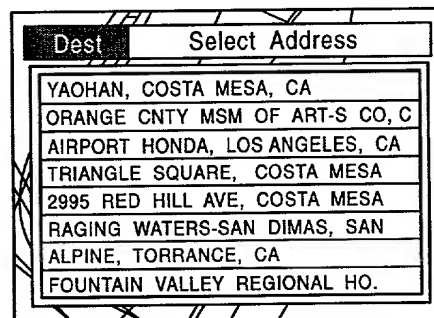 Dest Select Address
YAOHAN, COSTA MESA, CA
ORANGE CNTY MSM OF ART-S CO, C
AIRPORT HONDA, LOS ANGELES, CA
TRIANGLE SQUARE, COSTA MESA
2995 RED HILL AVE, COSTA MESA
RAGING WATERS-SAN DIMAS, SAN
ALPINE, TORRANCE, CA
FOUNTAIN VALLEY REGIONAL HO.